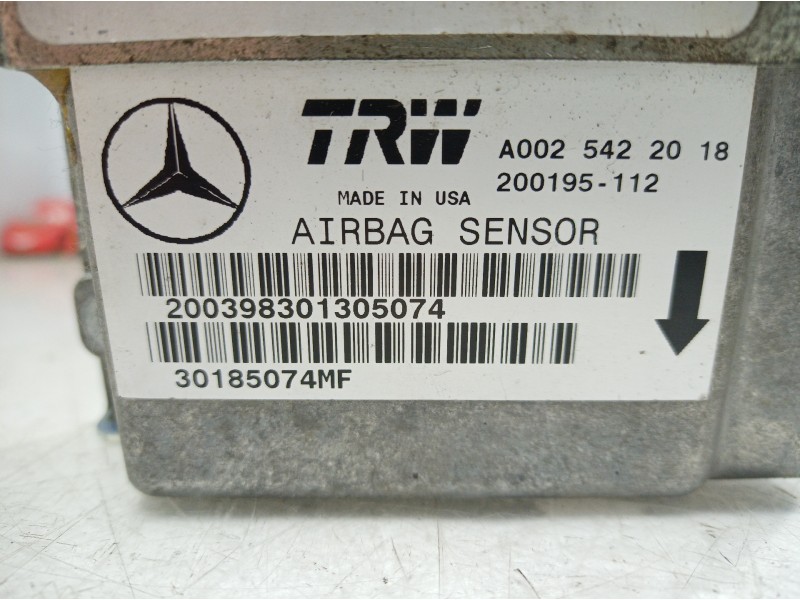 TRW
A002 542 20 18
200195-112
MADE IN USA
AIRBAG SENSOR
200398301305074
30185074MF